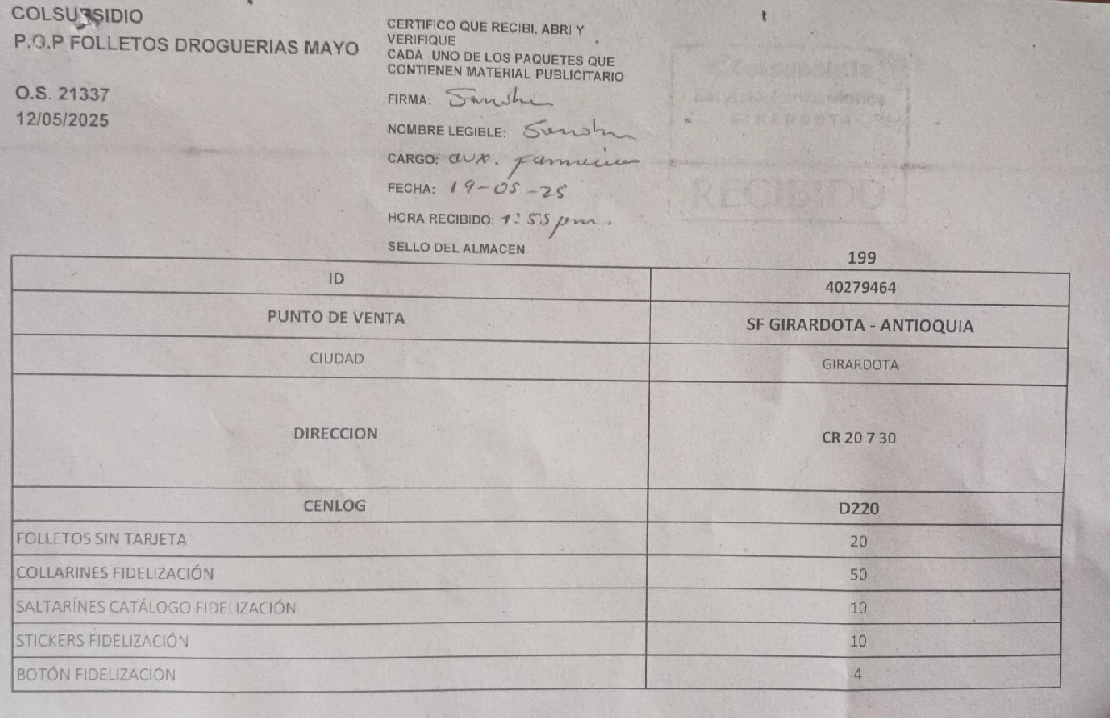 COLSUBSIDIO
P.O.P FOLLETOS DROGUERIAS MAYO
O.S. 21337
12/05/2025
CERTIFICO QUE RECIBI, ABRI Y
VERIFIQUE
CADA UNO DE LOS PAQUETES QUE
CONTIENEN MATERIAL PUBLICITARIO
FIRMA:
NOMBRE LEGIBLE:
CARGO: aux.
FECHA: 19-05-25
HORA RECIBIDO: 1:55 pm.
SELLO DEL ALMACEN
Colsubsidio
GIRARDOTA
RECIBIDO
199
ID 40279464
PUNTO DE VENTA SF GIRARDOTA - ANTIOQUIA
CIUDAD GIRARDOTA
DIRECCION CR 20 7 30
CENLOG D220
FOLLETOS SIN TARJETA 20
COLLARINES FIDELIZACIÓN 50
SALTARÍNES CATÁLOGO FIDELIZACIÓN 10
STICKERS FIDELIZACIÓN 10
BOTÓN FIDELIZACIÓN 4